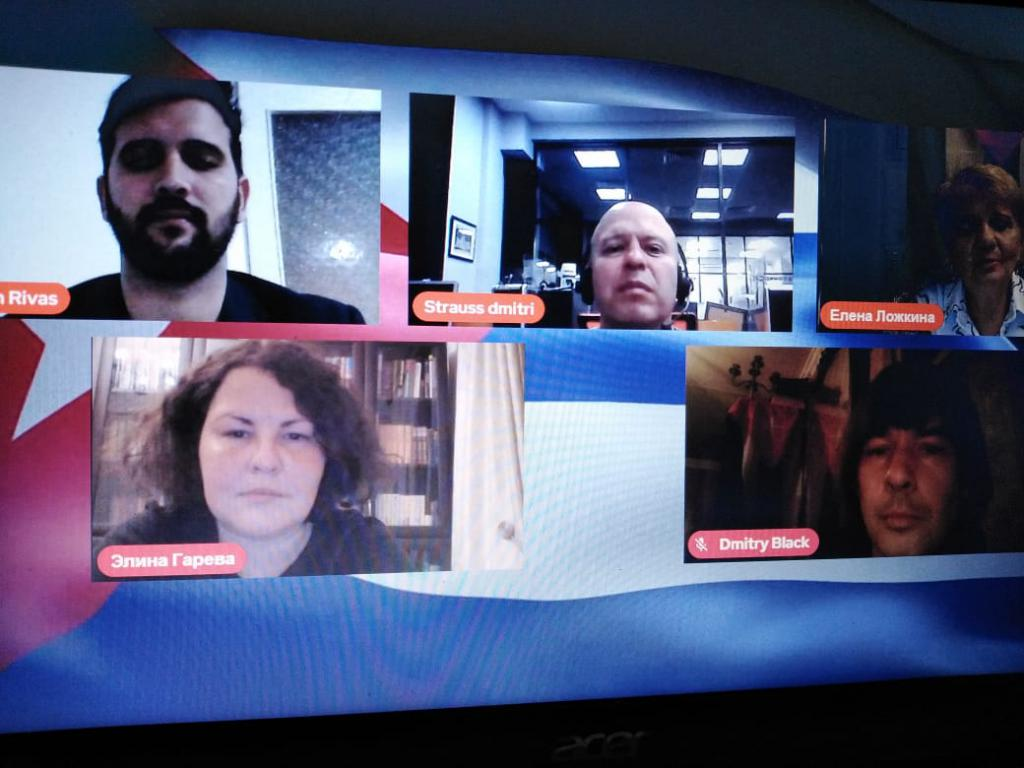 n Rivas
Strauss dmitri
Елена Ложкина
Элина Гарева
Dmitry Black
acer